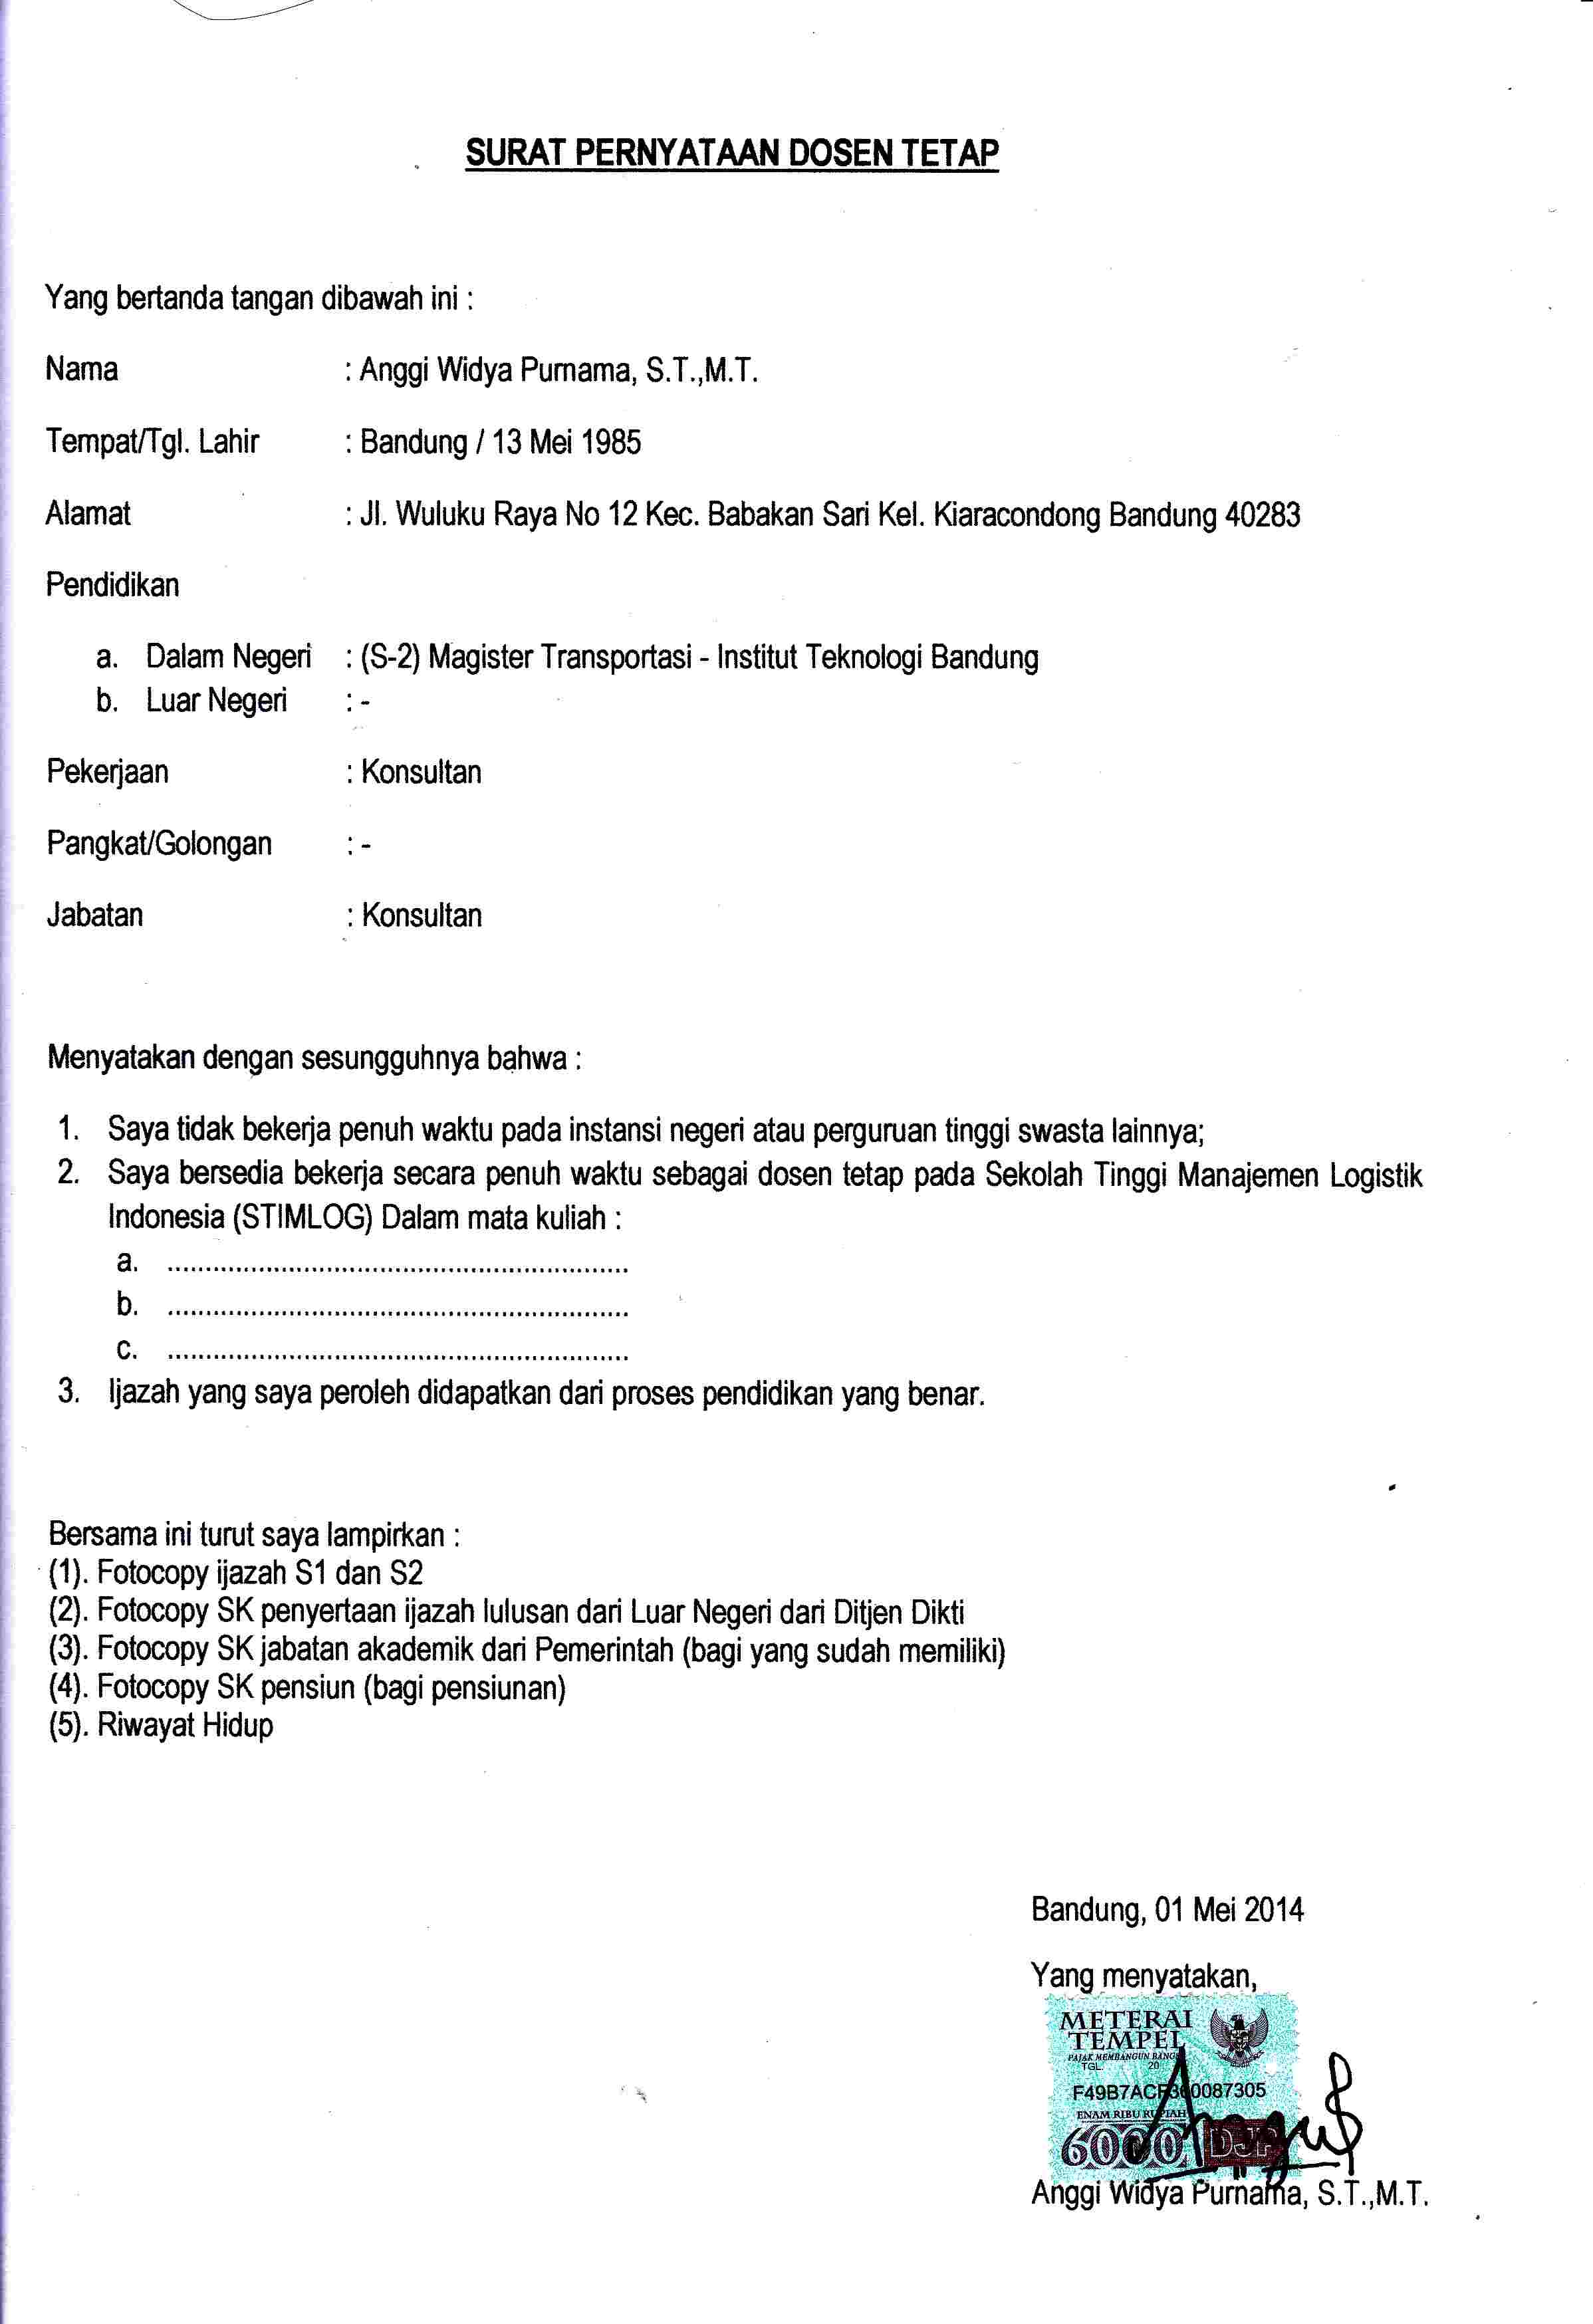 SURAT PERNYATAAN DOSEN TETAP
Yang bertanda tangan dibawah ini :
Nama : Anggi Widya Purnama, S.T.,M.T.
Tempat/Tgl. Lahir : Bandung / 13 Mei 1985
Alamat : Jl. Wuluku Raya No 12 Kec. Babakan Sari Kel. Kiaracondong Bandung 40283
Pendidikan
a. Dalam Negeri : (S-2) Magister Transportasi - Institut Teknologi Bandung
b. Luar Negeri : -
Pekerjaan : Konsultan
Pangkat/Golongan : -
Jabatan : Konsultan
Menyatakan dengan sesungguhnya bahwa :
1. Saya tidak bekerja penuh waktu pada instansi negeri atau perguruan tinggi swasta lainnya;
2. Saya bersedia bekerja secara penuh waktu sebagai dosen tetap pada Sekolah Tinggi Manajemen Logistik
Indonesia (STIMLOG) Dalam mata kuliah :
a. ............................................................
b. ............................................................
c. ............................................................
3. Ijazah yang saya peroleh didapatkan dari proses pendidikan yang benar.
Bersama ini turut saya lampirkan :
(1). Fotocopy ijazah S1 dan S2
(2). Fotocopy SK penyertaan ijazah lulusan dari Luar Negeri dari Ditjen Dikti
(3). Fotocopy SK jabatan akademik dari Pemerintah (bagi yang sudah memiliki)
(4). Fotocopy SK pensiun (bagi pensiunan)
(5). Riwayat Hidup
Bandung, 01 Mei 2014
Yang menyatakan,
METERAI
TEMPEL
PAJAK MEMBANGUN BANGSA
TGL. 20
ENAM RIBU RUPIAH
6000 DJP
Anggi Widya Purnama, S.T.,M.T.